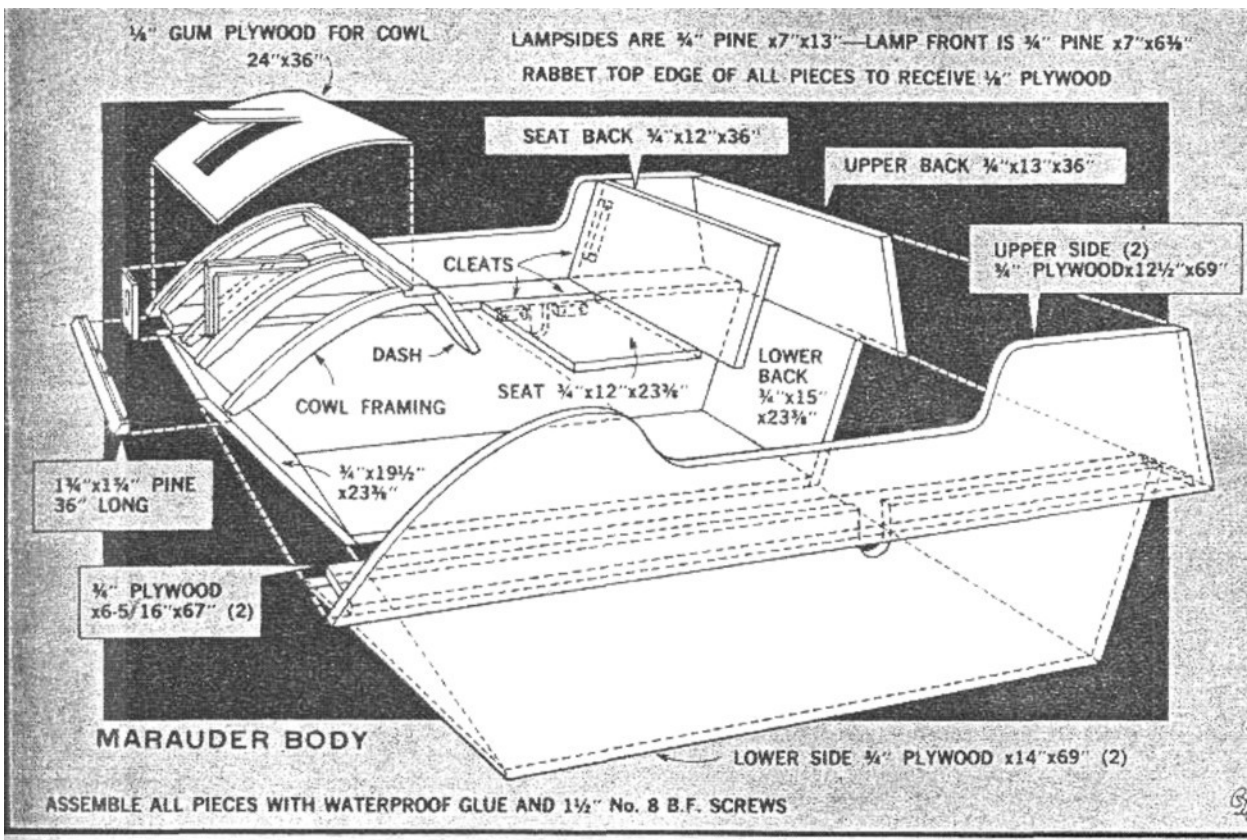 ⅛" GUM PLYWOOD FOR COWL
24"x36"
LAMPSIDES ARE ¾" PINE x7"x13"—LAMP FRONT IS ¾" PINE x7"x6⅛"
RABBET TOP EDGE OF ALL PIECES TO RECEIVE ⅛" PLYWOOD
SEAT BACK ¾"x12"x36"
UPPER BACK ¾"x13"x36"
UPPER SIDE (2)
¾" PLYWOODx12½"x69"
CLEATS
DASH
SEAT ¾"x12"x23⅜"
LOWER
BACK
¾"x15"
x23⅜"
COWL FRAMING
¾"x19½"
x23⅜"
1¾"x1¾" PINE
36" LONG
¾" PLYWOOD
x6-5/16"x67" (2)
MARAUDER BODY
LOWER SIDE ¾" PLYWOOD x14"x69" (2)
ASSEMBLE ALL PIECES WITH WATERPROOF GLUE AND 1½" No. 8 B.F. SCREWS